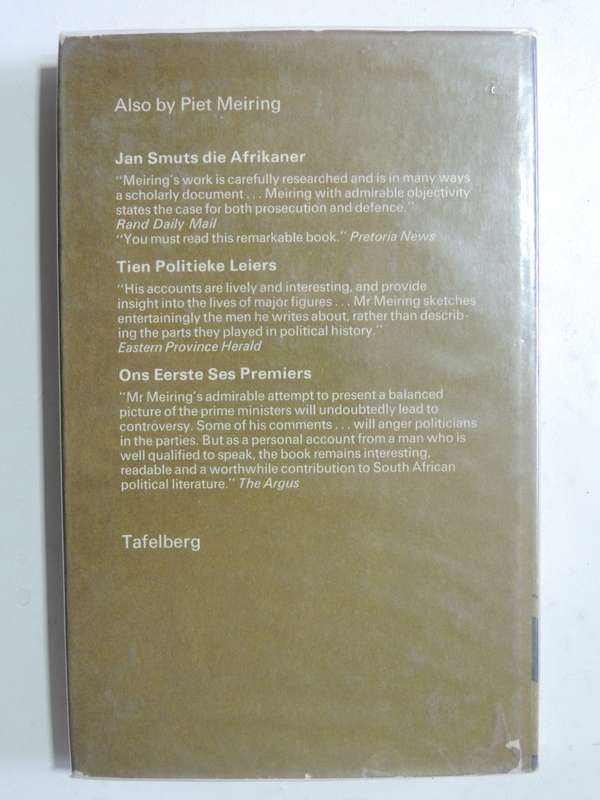 Also by Piet Meiring
Jan Smuts die Afrikaner
"Meiring's work is carefully researched and is in many ways
a scholarly document... Meiring with admirable objectivity
states the case for both prosecution and defence."
Rand Daily Mail
"You must read this remarkable book." Pretoria News
Tien Politieke Leiers
"His accounts are lively and interesting, and provide
insight into the lives of major figures... Mr Meiring sketches
entertainingly the men he writes about, rather than describ-
ing the parts they played in political history."
Eastern Province Herald
Ons Eerste Ses Premiers
"Mr Meiring's admirable attempt to present a balanced
picture of the prime ministers will undoubtedly lead to
controversy. Some of his comments... will anger politicians
in the parties. But as a personal account from a man who is
well qualified to speak, the book remains interesting,
readable and a worthwhile contribution to South African
political literature." The Argus
Tafelberg